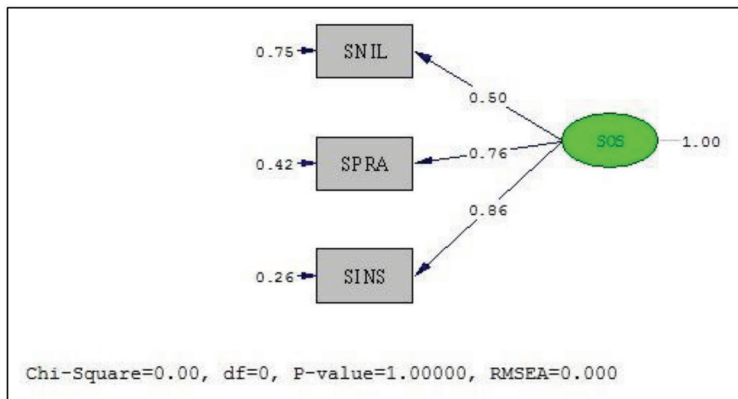 0.75 SNIL
0.50
SOS 1.00
0.42 SPRA 0.76
0.86
0.26 SINS
Chi-Square=0.00, df=0, P-value=1.00000, RMSEA=0.000